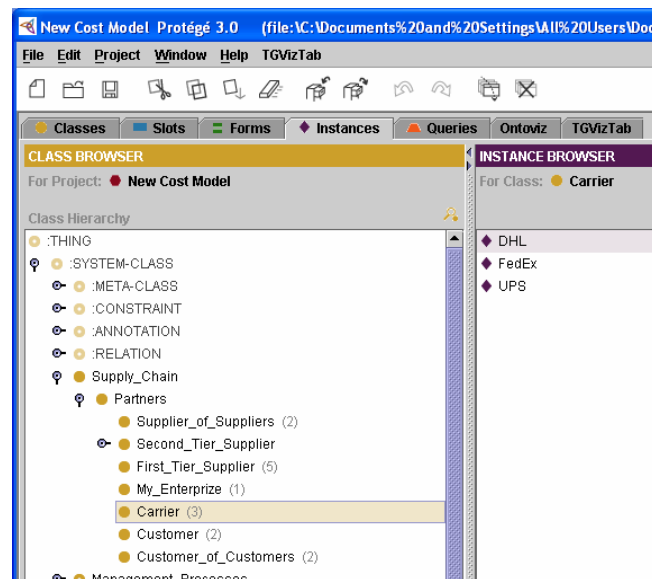 New Cost Model Protégé 3.0 (file:\C:\Documents%20and%20Settings\All%20Users\Doc
File Edit Project Window Help TGVizTab
Classes Slots Forms Instances Queries Ontoviz TGVizTab
CLASS BROWSER
For Project: New Cost Model
Class Hierarchy
:THING
:SYSTEM-CLASS
:META-CLASS
:CONSTRAINT
:ANNOTATION
:RELATION
Supply_Chain
Partners
Supplier_of_Suppliers (2)
Second_Tier_Supplier
First_Tier_Supplier (5)
My_Enterprize (1)
Carrier (3)
Customer (2)
Customer_of_Customers (2)
Management_Processes
INSTANCE BROWSER
For Class: Carrier
DHL
FedEx
UPS